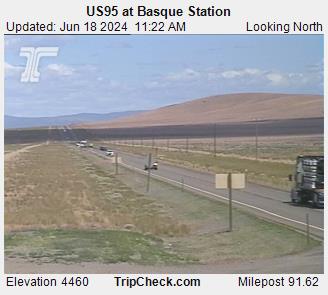 US95 at Basque Station
Updated: Jun 18 2024 11:22 AM Looking North
Elevation 4460 TripCheck.com Milepost 91.62